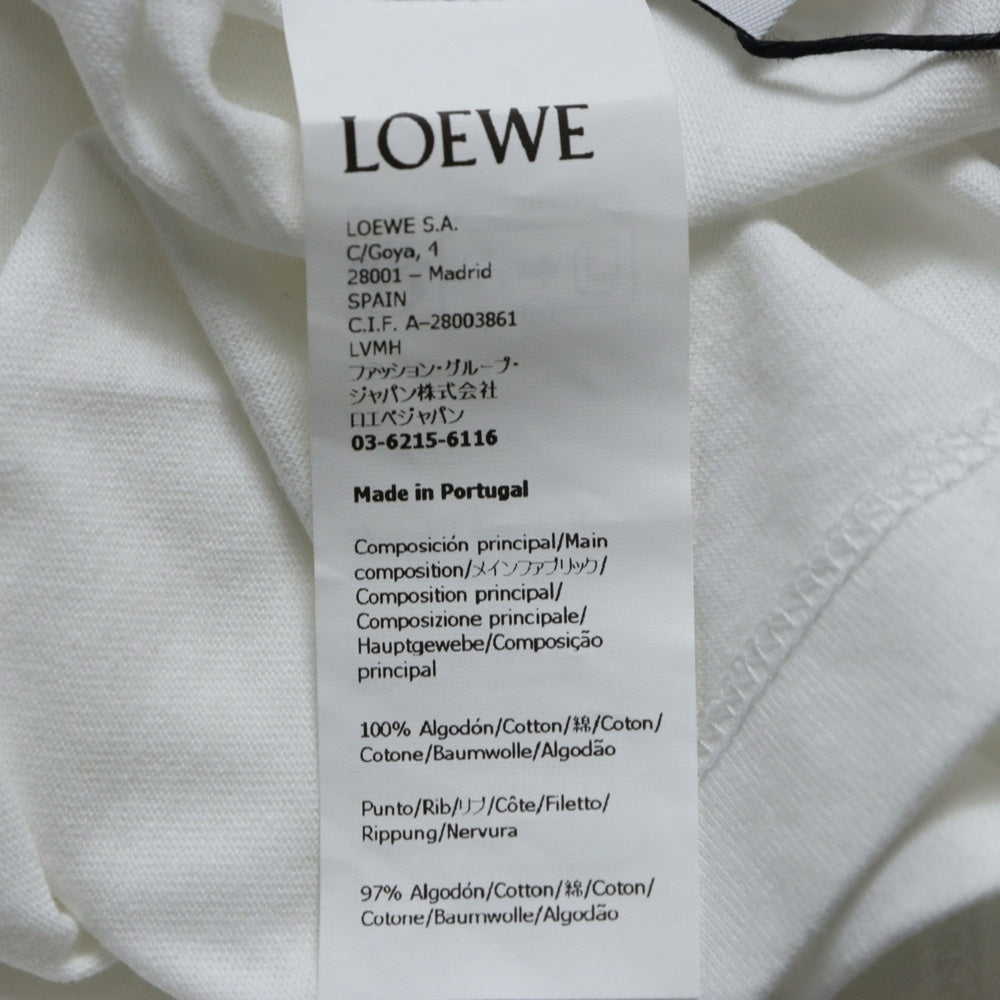 LOEWE
LOEWE S.A.
C/Goya, 4
28001 – Madrid
SPAIN
C.I.F. A-28003861
LVMH
ファッション・グループ・
ジャパン株式会社
ロエベジャパン
03-6215-6116
Made in Portugal
Composición principal/Main
composition/メインファブリック/
Composition principal/
Composizione principale/
Hauptgewebe/Composição
principal
100% Algodón/Cotton/綿/Coton/
Cotone/Baumwolle/Algodão
Punto/Rib/リブ/Côte/Filetto/
Rippung/Nervura
97% Algodón/Cotton/綿/Coton/
Cotone/Baumwolle/Algodão